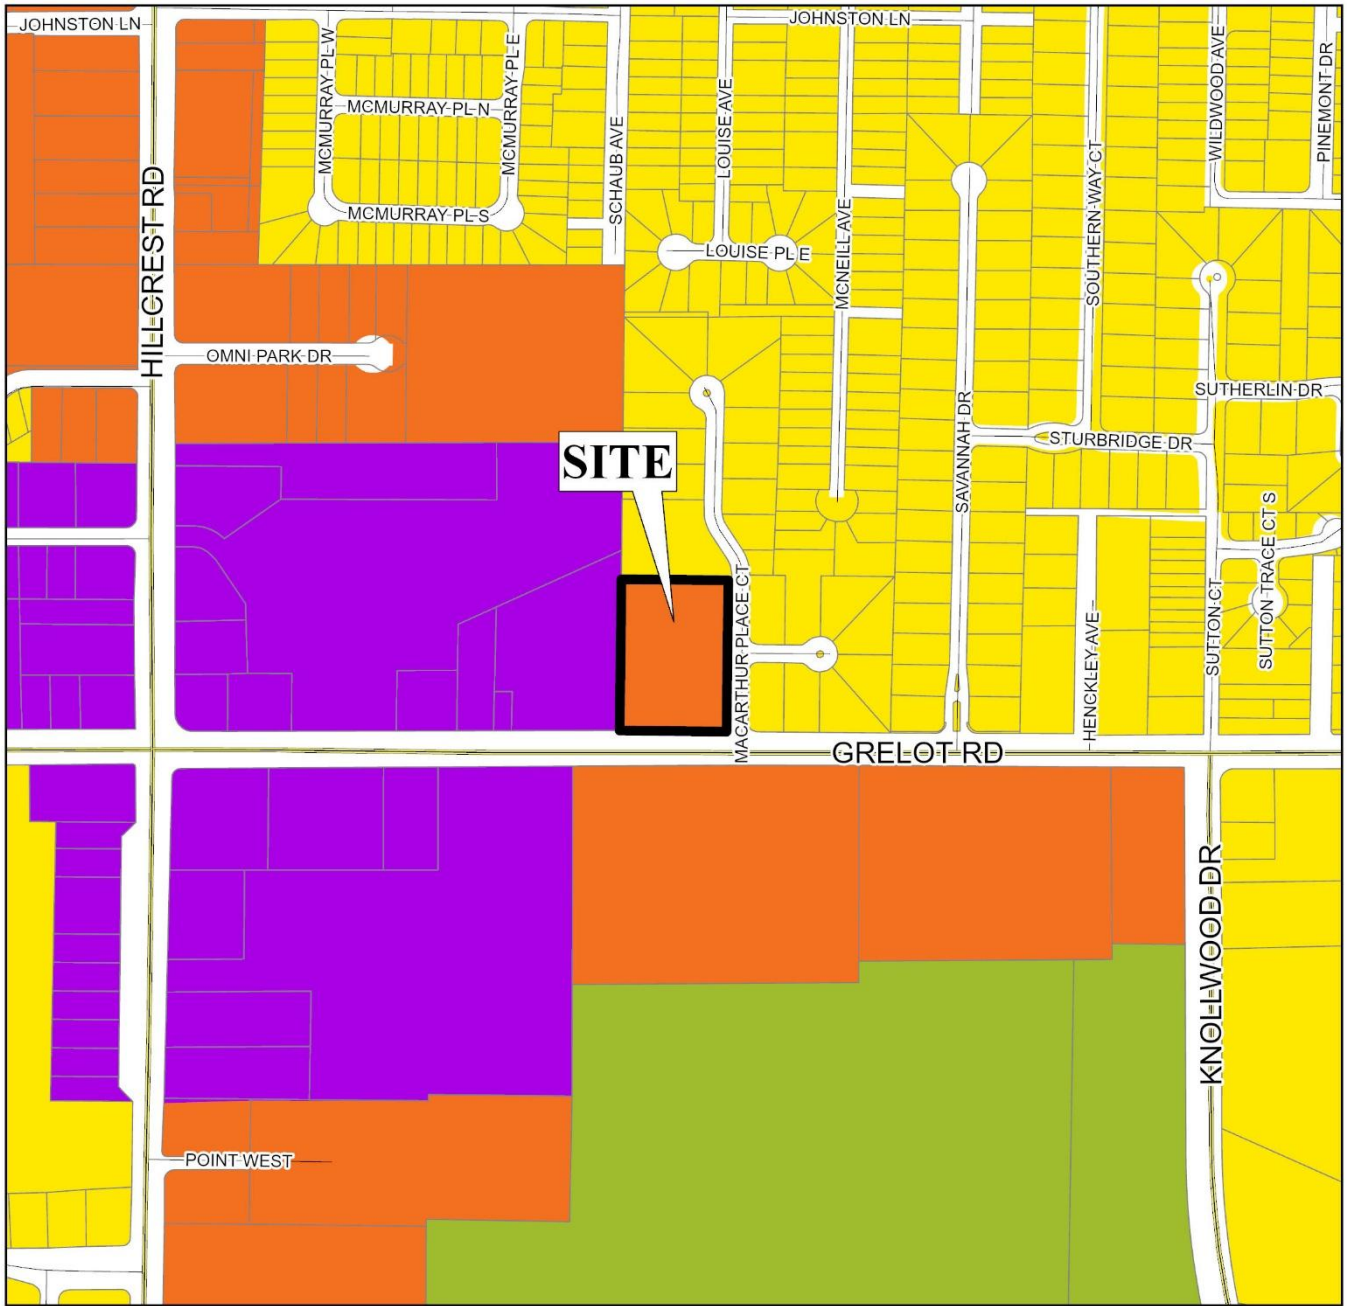 JOHNSTON LN
JOHNSTON LN
MCMURRAY PL W
MCMURRAY PL E
MCMURRAY PL N
MCMURRAY PL S
SCHAUB AVE
LOUISE AVE
LOUISE PL E
MCNEILL AVE
SOUTHERN WAY CT
WILDWOOD AVE
PINEMONT DR
HILLCREST RD
OMNI PARK DR
SAVANNAH DR
SUTHERLIN DR
STURBRIDGE DR
SITE
SUTTON TRACE CT S
MACARTHUR PLACE CT
HENCKLEY AVE
SUTTON CT
GRELOT RD
KNOLLWOOD DR
POINT WEST